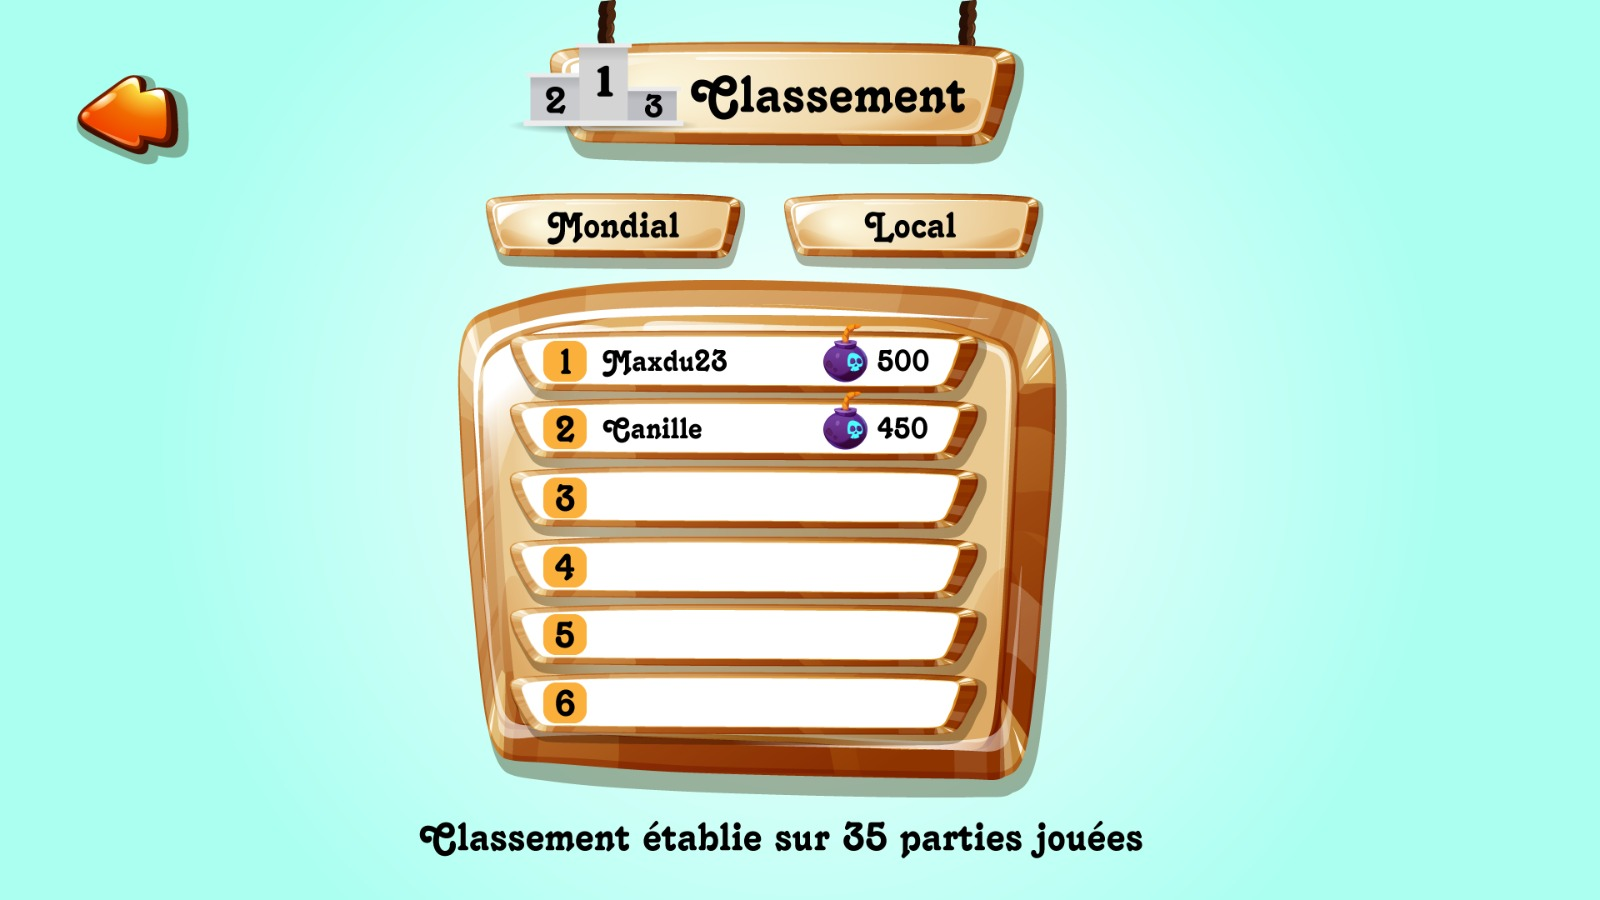 2 1 3 Classement
Mondial Local
1 Maxdu23 500
2 Canille 450
3
4
5
6
Classement établie sur 35 parties jouées